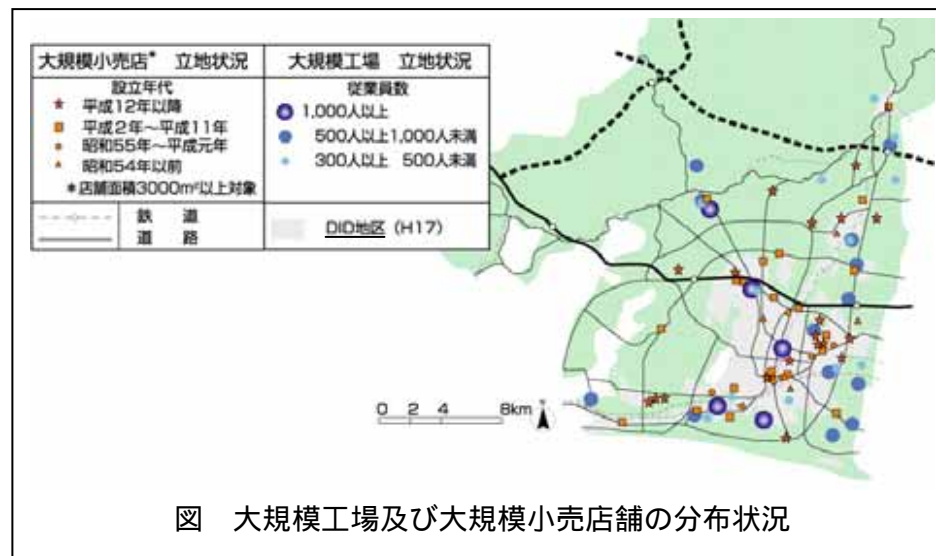 大規模小売店* 立地状況
設立年代
平成12年以降
平成2年～平成11年
昭和55年～平成元年
昭和54年以前
*店舗面積3000m²以上対象
大規模工場 立地状況
従業員数
1,000人以上
500人以上1,000人未満
300人以上 500人未満
鉄 道
道 路
DID地区 (H17)
0 2 4 8km
N
図 大規模工場及び大規模小売店舗の分布状況